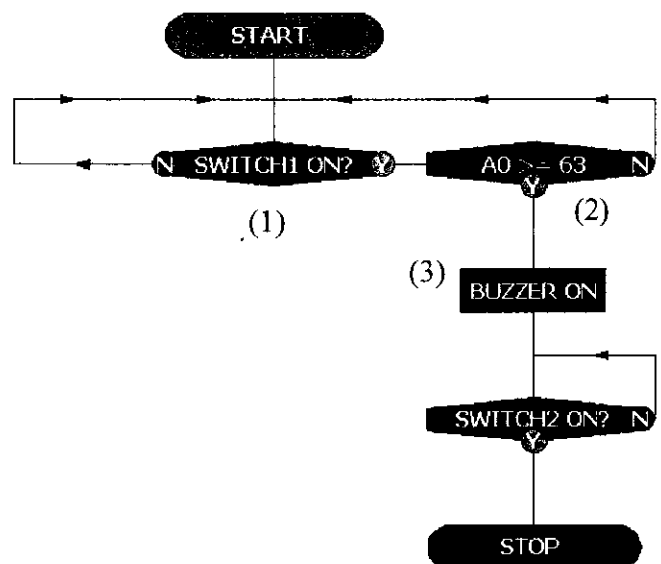 START
N SWITCH1 ON? Y
A0 >= 63 N
Y
(1)
(2)
(3)
BUZZER ON
SWITCH2 ON? N
Y
STOP